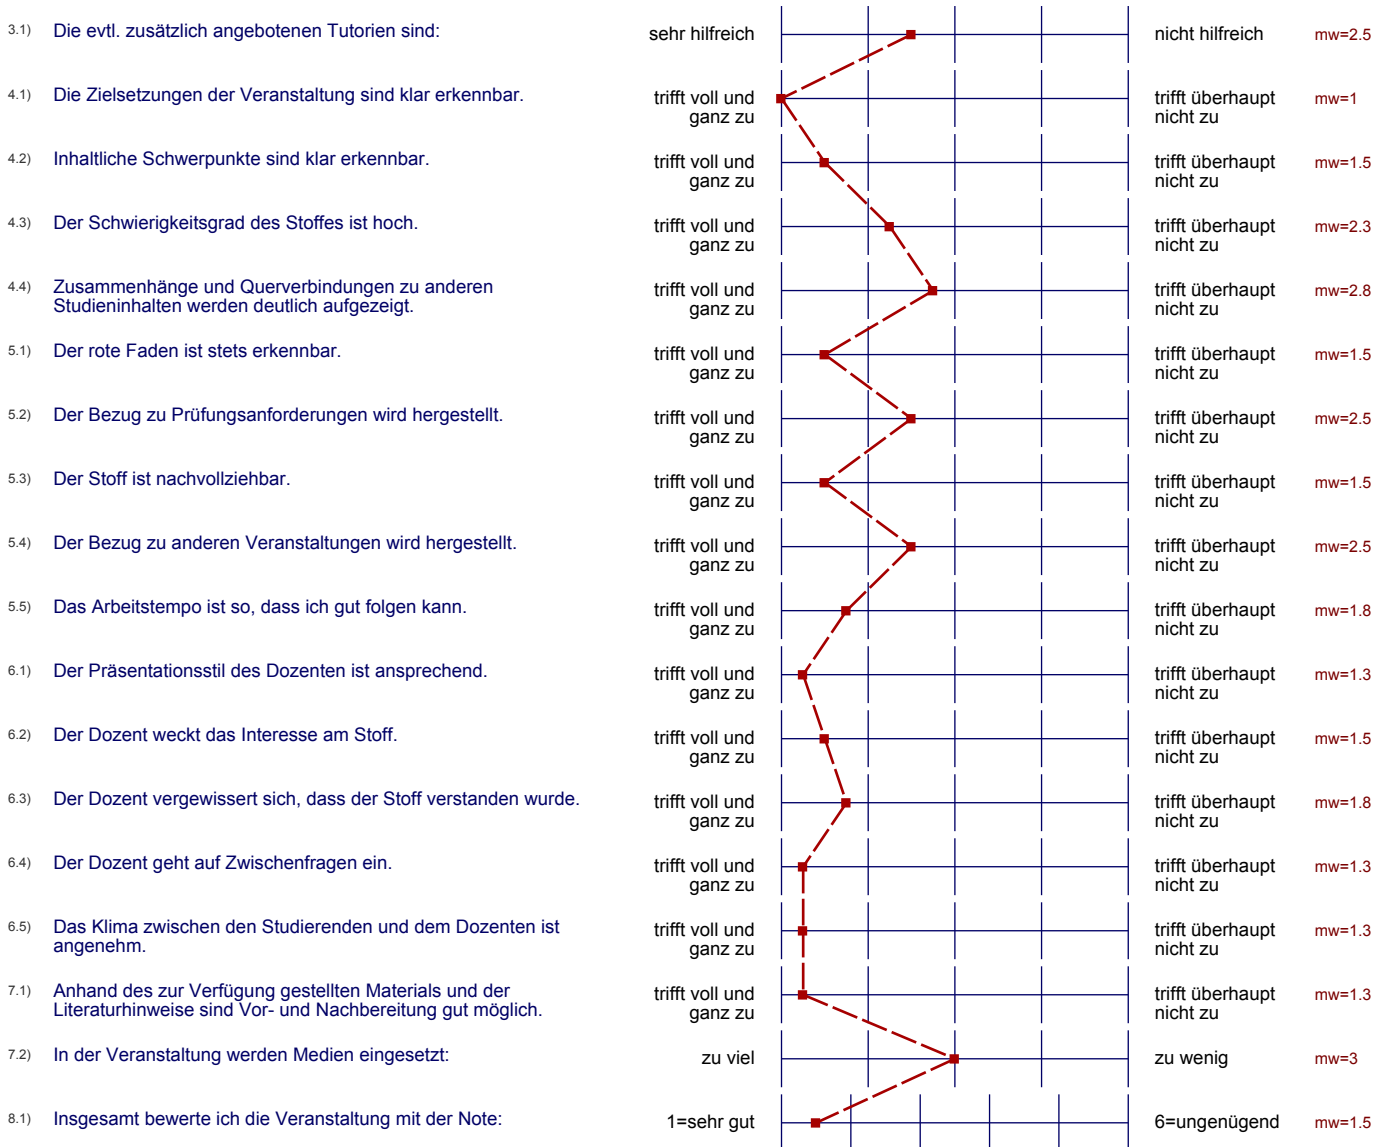 3.1) Die evtl. zusätzlich angebotenen Tutorien sind: sehr hilfreich nicht hilfreich mw=2.5
4.1) Die Zielsetzungen der Veranstaltung sind klar erkennbar. trifft voll und trifft überhaupt mw=1
ganz zu nicht zu
4.2) Inhaltliche Schwerpunkte sind klar erkennbar. trifft voll und trifft überhaupt mw=1.5
ganz zu nicht zu
4.3) Der Schwierigkeitsgrad des Stoffes ist hoch. trifft voll und trifft überhaupt mw=2.3
ganz zu nicht zu
4.4) Zusammenhänge und Querverbindungen zu anderen trifft voll und trifft überhaupt mw=2.8
Studieninhalten werden deutlich aufgezeigt. ganz zu nicht zu
5.1) Der rote Faden ist stets erkennbar. trifft voll und trifft überhaupt mw=1.5
ganz zu nicht zu
5.2) Der Bezug zu Prüfungsanforderungen wird hergestellt. trifft voll und trifft überhaupt mw=2.5
ganz zu nicht zu
5.3) Der Stoff ist nachvollziehbar. trifft voll und trifft überhaupt mw=1.5
ganz zu nicht zu
5.4) Der Bezug zu anderen Veranstaltungen wird hergestellt. trifft voll und trifft überhaupt mw=2.5
ganz zu nicht zu
5.5) Das Arbeitstempo ist so, dass ich gut folgen kann. trifft voll und trifft überhaupt mw=1.8
ganz zu nicht zu
6.1) Der Präsentationsstil des Dozenten ist ansprechend. trifft voll und trifft überhaupt mw=1.3
ganz zu nicht zu
6.2) Der Dozent weckt das Interesse am Stoff. trifft voll und trifft überhaupt mw=1.5
ganz zu nicht zu
6.3) Der Dozent vergewissert sich, dass der Stoff verstanden wurde. trifft voll und trifft überhaupt mw=1.8
ganz zu nicht zu
6.4) Der Dozent geht auf Zwischenfragen ein. trifft voll und trifft überhaupt mw=1.3
ganz zu nicht zu
6.5) Das Klima zwischen den Studierenden und dem Dozenten ist trifft voll und trifft überhaupt mw=1.3
angenehm. ganz zu nicht zu
7.1) Anhand des zur Verfügung gestellten Materials und der trifft voll und trifft überhaupt mw=1.3
Literaturhinweise sind Vor- und Nachbereitung gut möglich. ganz zu nicht zu
7.2) In der Veranstaltung werden Medien eingesetzt: zu viel zu wenig mw=3
8.1) Insgesamt bewerte ich die Veranstaltung mit der Note: 1=sehr gut 6=ungenügend mw=1.5